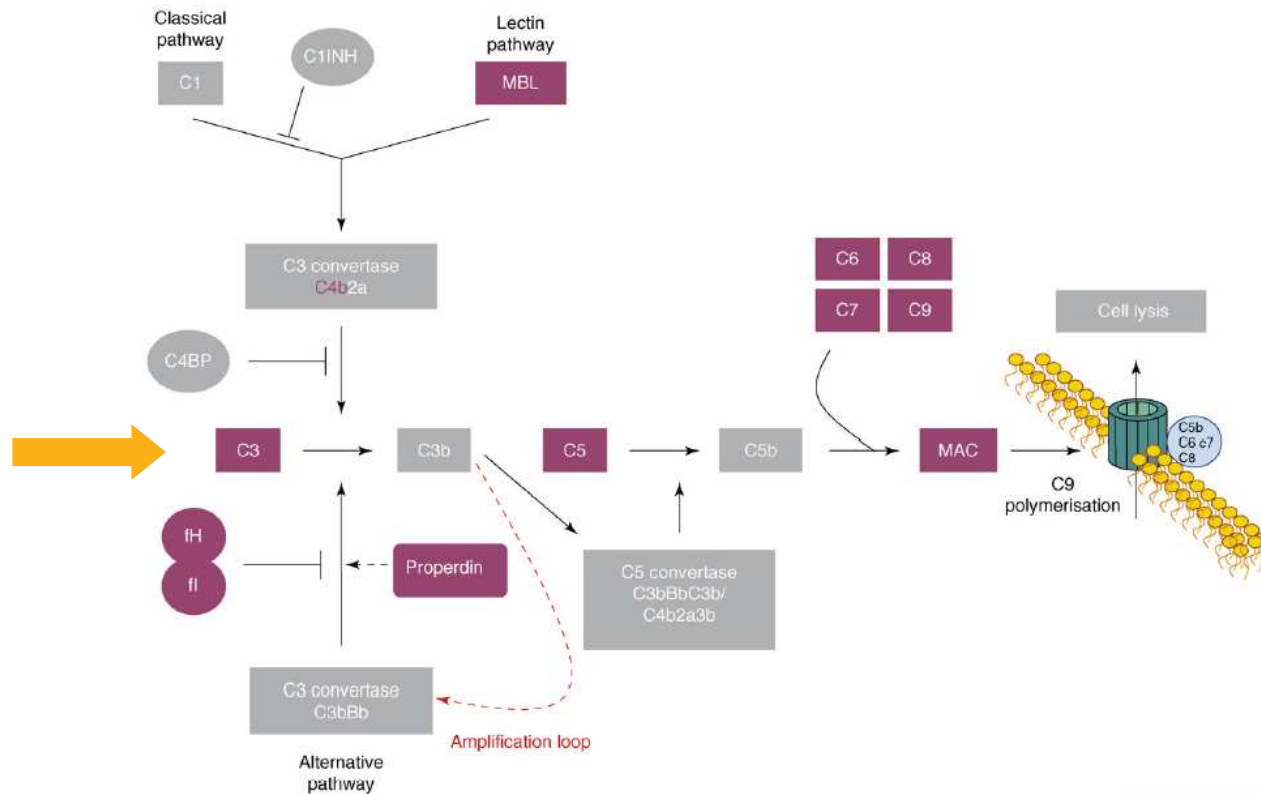 Classical
pathway
C1INH
Lectin
pathway
C1
MBL
C3 convertase
C4b2a
C4BP
C6
C8
C7
C9
Cell lysis
C3
C3b
C5
C5b
MAC
C5b
C6 c7
C8
C9
polymerisation
fH
fI
Properdin
C5 convertase
C3bBbC3b/
C4b2a3b
C3 convertase
C3bBb
Amplification loop
Alternative
pathway